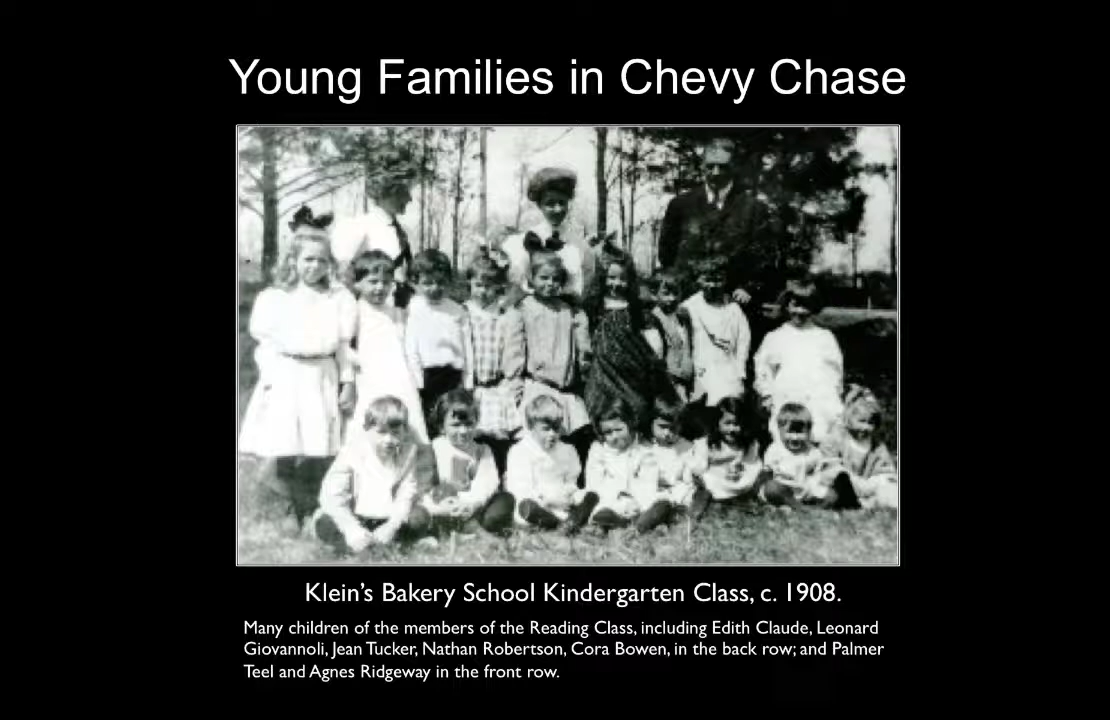 Young Families in Chevy Chase
Klein's Bakery School Kindergarten Class, c. 1908.
Many children of the members of the Reading Class, including Edith Claude, Leonard
Giovannoli, Jean Tucker, Nathan Robertson, Cora Bowen, in the back row; and Palmer
Teel and Agnes Ridgeway in the front row.